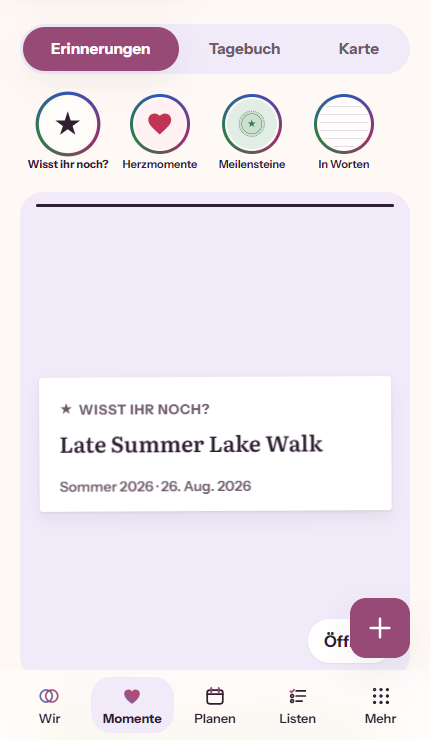 Erinnerungen
Tagebuch
Karte
Wisst ihr noch?
Herzmomente
Meilensteine
In Worten
WISST IHR NOCH?
Late Summer Lake Walk
Sommer 2026 · 26. Aug. 2026
Wir
Momente
Planen
Listen
Mehr